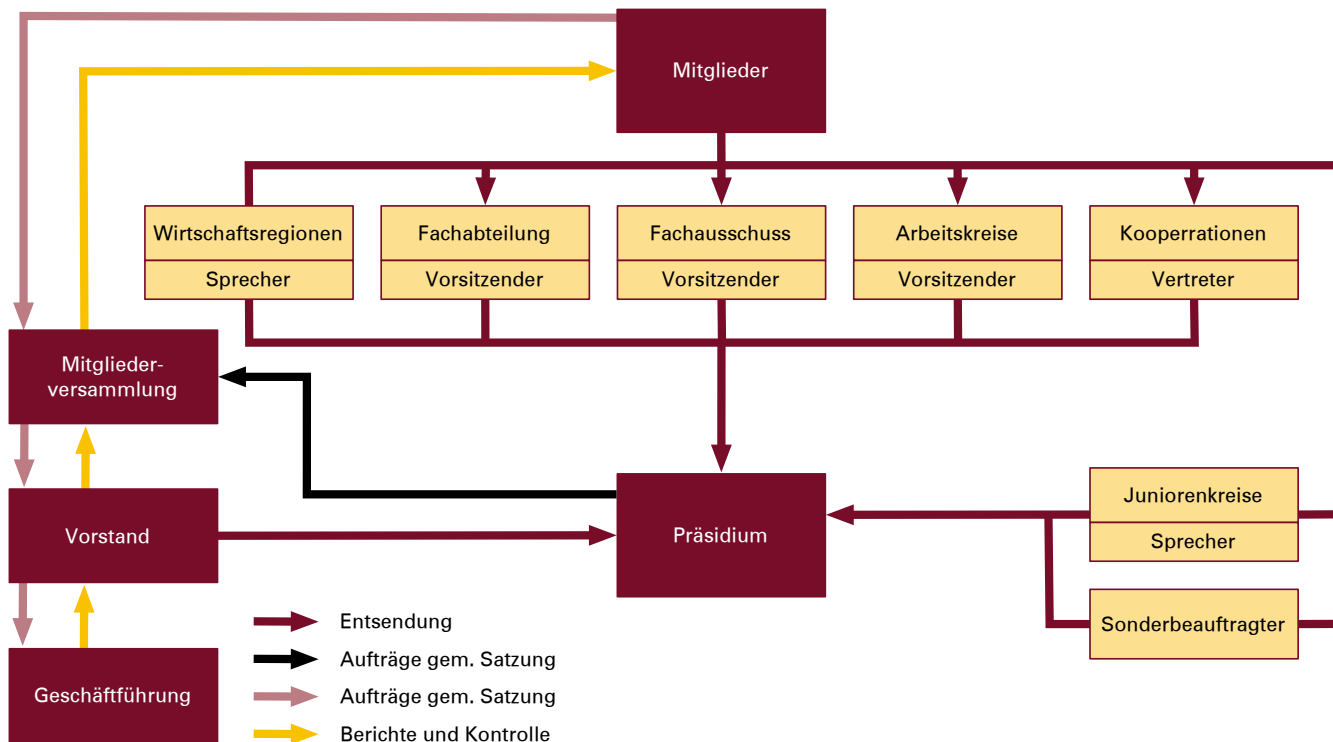 Mitglieder
Wirtschaftsregionen
Sprecher
Fachabteilung
Vorsitzender
Fachausschuss
Vorsitzender
Arbeitskreise
Vorsitzender
Kooperrationen
Vertreter
Mitglieder-
versammlung
Vorstand
Präsidium
Juniorenkreise
Sprecher
Sonderbeauftragter
Geschäftführung
Entsendung
Aufträge gem. Satzung
Aufträge gem. Satzung
Berichte und Kontrolle